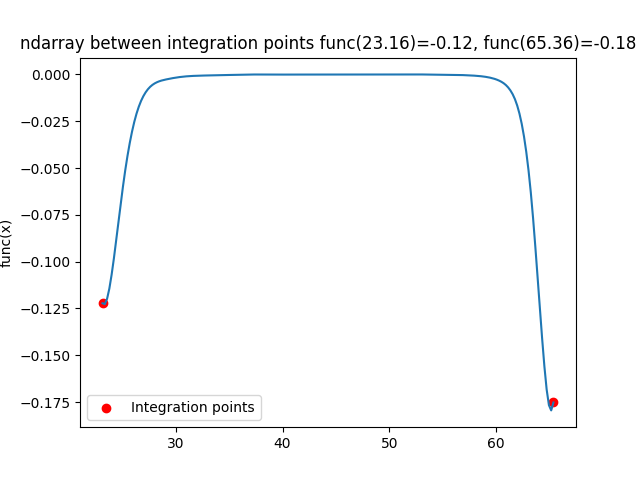 ndarray between integration points func(23.16)=-0.12, func(65.36)=-0.18
0.000
−0.025
−0.050
−0.075
−0.100
−0.125
−0.150
−0.175
func(x)
Integration points
30 40 50 60